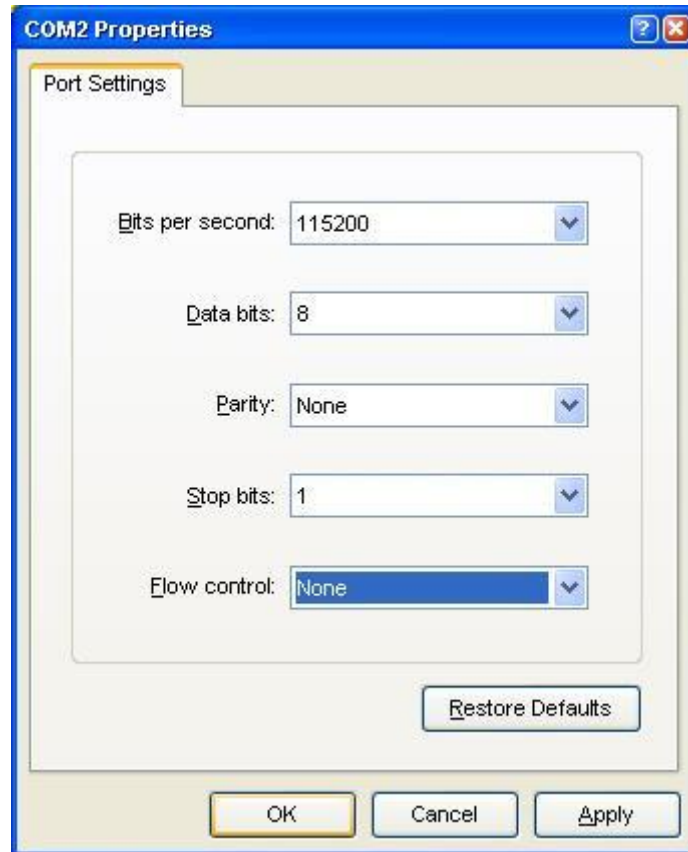 COM2 Properties
Port Settings
Bits per second: 115200
Data bits: 8
Parity: None
Stop bits: 1
Flow control: None
Restore Defaults
OK Cancel Apply